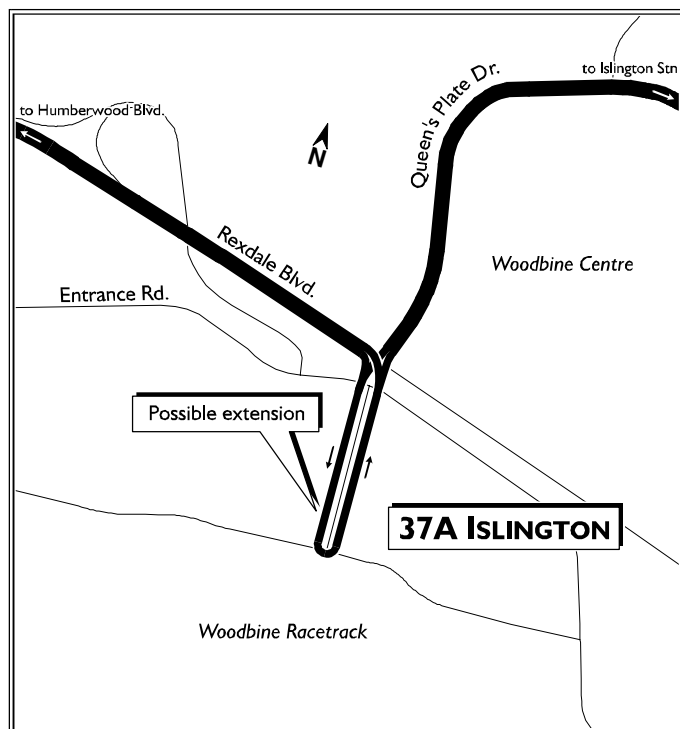 to Islington Stn
Queen's Plate Dr.
to Humberwood Blvd.
N
Rexdale Blvd.
Woodbine Centre
Entrance Rd.
Possible extension
37A ISLINGTON
Woodbine Racetrack